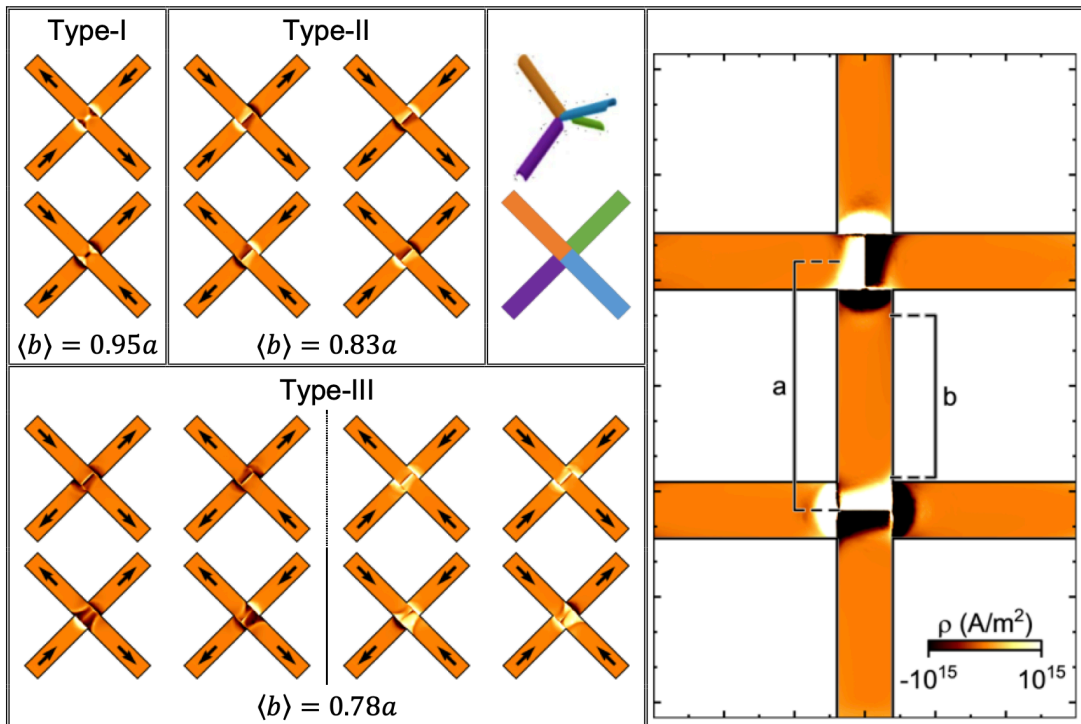 Type-I
⟨b⟩ = 0.95a
Type-II
⟨b⟩ = 0.83a
Type-III
⟨b⟩ = 0.78a
a
b
ρ (A/m²)
-10¹⁵ 10¹⁵